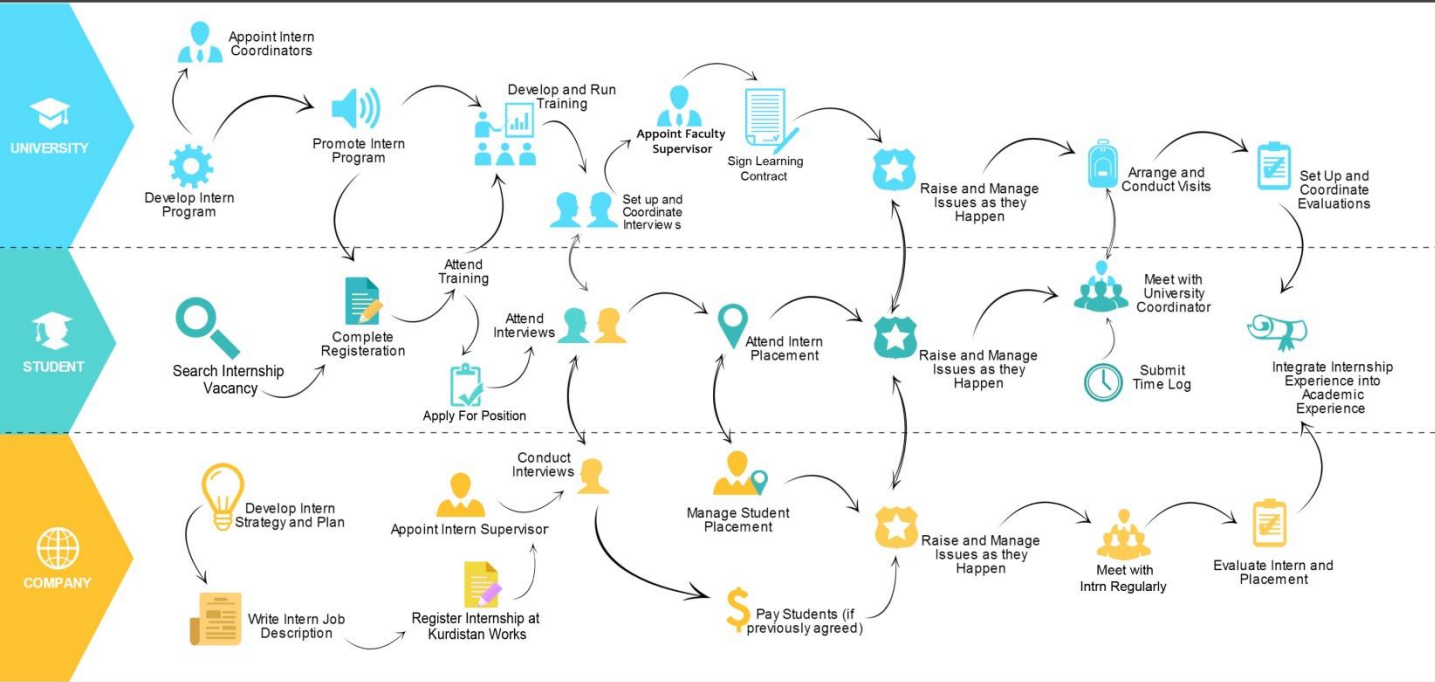 UNIVERSITY
Appoint Intern
Coordinators
Develop Intern
Program
Promote Intern
Program
Develop and Run
Training
Set up and
Coordinate
Interviews
Appoint Faculty
Supervisor
Sign Learning
Contract
Raise and Manage
Issues as they
Happen
Arrange and
Conduct Visits
Set Up and
Coordinate
Evaluations
STUDENT
Search Internship
Vacancy
Complete
Registeration
Attend
Training
Apply For Position
Attend
Interviews
Attend Intern
Placement
Raise and Manage
Issues as they
Happen
Meet with
University
Coordinator
Submit
Time Log
Integrate Internship
Experience into
Academic
Experience
COMPANY
Develop Intern
Strategy and Plan
Write Intern Job
Description
Register Internship at
Kurdistan Works
Appoint Intern Supervisor
Conduct
Interviews
Manage Student
Placement
$ Pay Students (if
previously agreed)
Raise and Manage
Issues as they
Happen
Meet with
Intrn Regularly
Evaluate Intern and
Placement